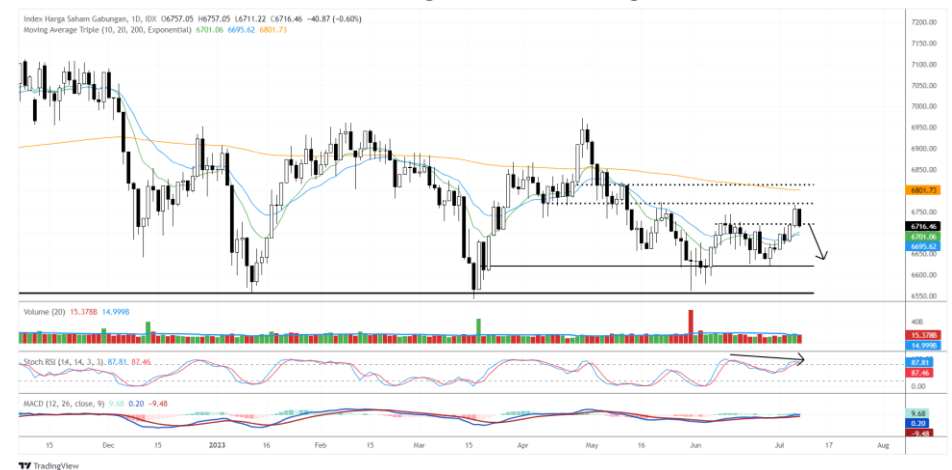 Index Harga Saham Gabungan, 1D, IDX O6757.05 H6757.05 L6711.22 C6716.46 -40.87 (-0.60%)
Moving Average Triple (10, 20, 200, Exponential) 6701.06 6695.62 6801.73
7200.00
7150.00
7100.00
7050.00
7000.00
6950.00
6900.00
6850.00
6801.73
6750.00
6716.46
6701.06
6695.62
6650.00
6600.00
6550.00
Volume (20) 15.378B 14.999B
40B
15.378B
14.999B
Stoch RSI (14, 14, 3, 3) 87.81 87.46
87.81
87.46
0.00
MACD (12, 26, close, 9) 9.68 0.20 -9.48
9.68
0.20
-9.48
15 Dec 15 2023 16 Feb 15 Mar 15 Apr May 16 Jun 15 Jul 17 Aug
TradingView